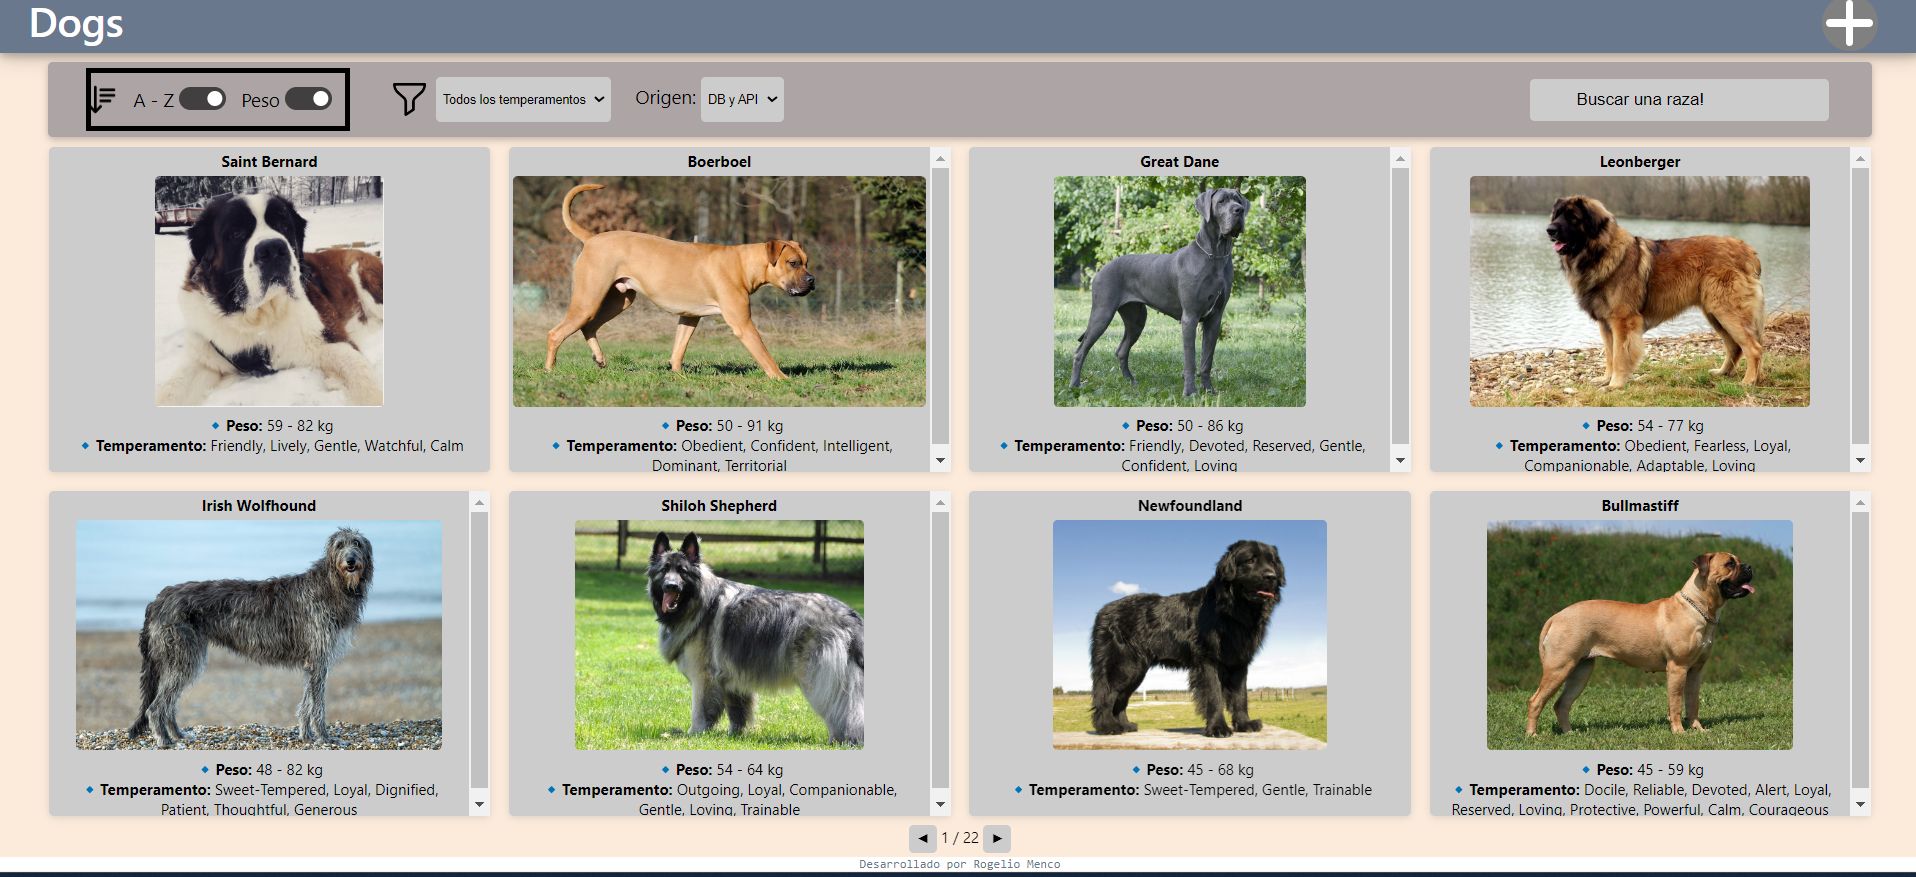 Dogs
A - Z
Peso
Todos los temperamentos
Origen:
DB y API
Buscar una raza!
Saint Bernard
Peso: 59 - 82 kg
Temperamento: Friendly, Lively, Gentle, Watchful, Calm
Boerboel
Peso: 50 - 91 kg
Temperamento: Obedient, Confident, Intelligent,
Dominant, Territorial
Great Dane
Peso: 50 - 86 kg
Temperamento: Friendly, Devoted, Reserved, Gentle,
Confident, Loving
Leonberger
Peso: 54 - 77 kg
Temperamento: Obedient, Fearless, Loyal,
Companionable, Adaptable, Loving
Irish Wolfhound
Peso: 48 - 82 kg
Temperamento: Sweet-Tempered, Loyal, Dignified,
Patient, Thoughtful, Generous
Shiloh Shepherd
Peso: 54 - 64 kg
Temperamento: Outgoing, Loyal, Companionable,
Gentle, Loving, Trainable
Newfoundland
Peso: 45 - 68 kg
Temperamento: Sweet-Tempered, Gentle, Trainable
Bullmastiff
Peso: 45 - 59 kg
Temperamento: Docile, Reliable, Devoted, Alert, Loyal,
Reserved, Loving, Protective, Powerful, Calm, Courageous
1 / 22
Desarrollado por Rogelio Menco